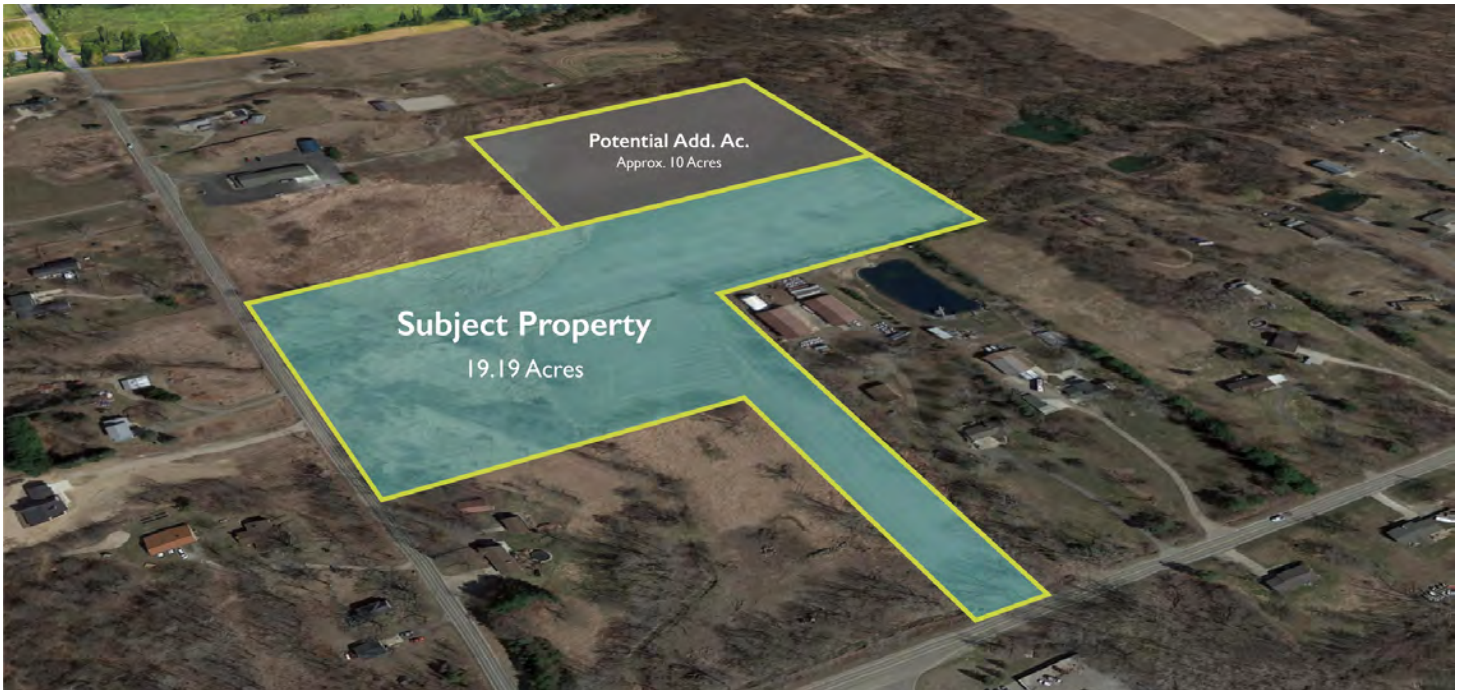 Potential Add. Ac.
Approx. 10 Acres
Subject Property
19.19 Acres